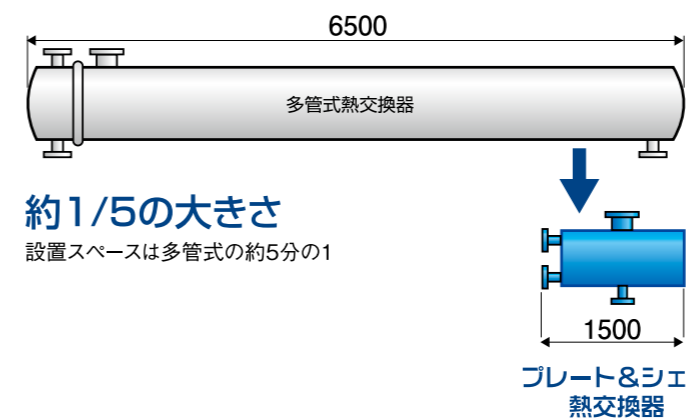 6500
多管式熱交換器
約1/5の大きさ
設置スペースは多管式の約5分の1
1500
プレート&シェ
熱交換器